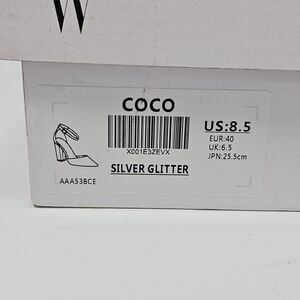 W
COCO
X001E3ZEVX
SILVER GLITTER
AAA53BCE
US:8.5
EUR:40
UK:6.5
JPN:25.5cm